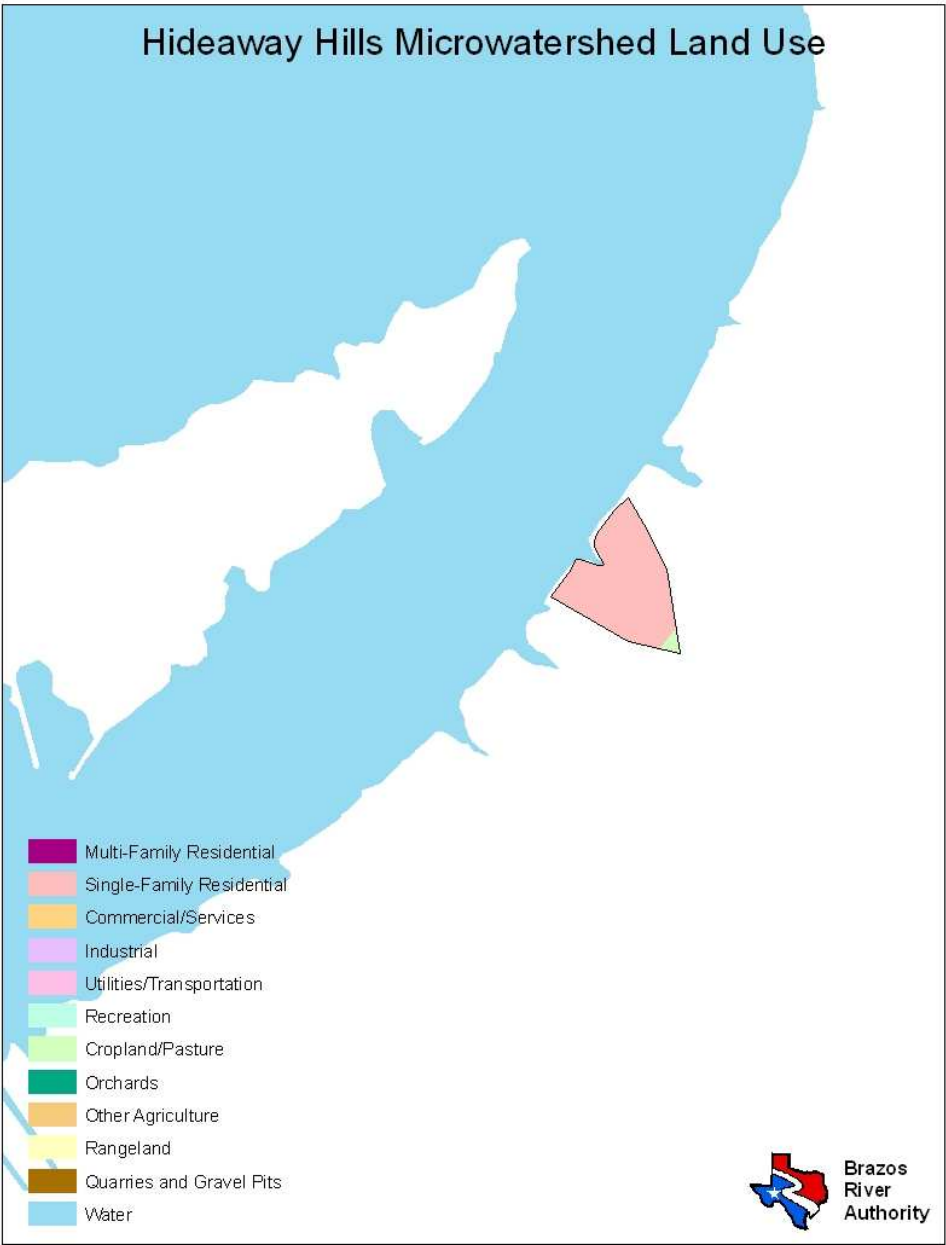 Hideaway Hills Microwatershed Land Use
Multi-Family Residential
Single-Family Residential
Commercial/Services
Industrial
Utilities/Transportation
Recreation
Cropland/Pasture
Orchards
Other Agriculture
Rangeland
Quarries and Gravel Pits
Water
Brazos
River
Authority